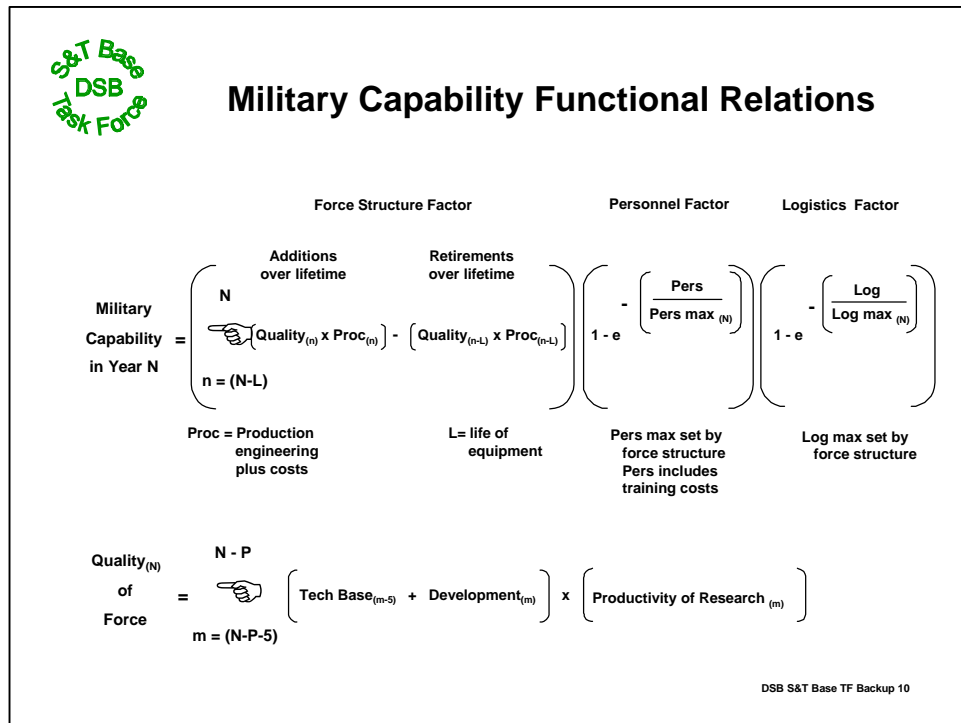 S&T Base
DSB
Task Force
Military Capability Functional Relations
Force Structure Factor
Personnel Factor
Logistics Factor
Additions
over lifetime
Retirements
over lifetime
Military
Capability
in Year N
=
N
☜ (Quality(n) x Proc(n)) - (Quality(n-L) x Proc(n-L))
n = (N-L)
1 - e
- (Pers
Pers max (N))
1 - e
- (Log
Log max (N))
Proc = Production
engineering
plus costs
L= life of
equipment
Pers max set by
force structure
Pers includes
training costs
Log max set by
force structure
Quality(N)
of
Force
=
N - P
☜ (Tech Base(m-5) + Development(m)) x (Productivity of Research (m))
m = (N-P-5)
DSB S&T Base TF Backup 10